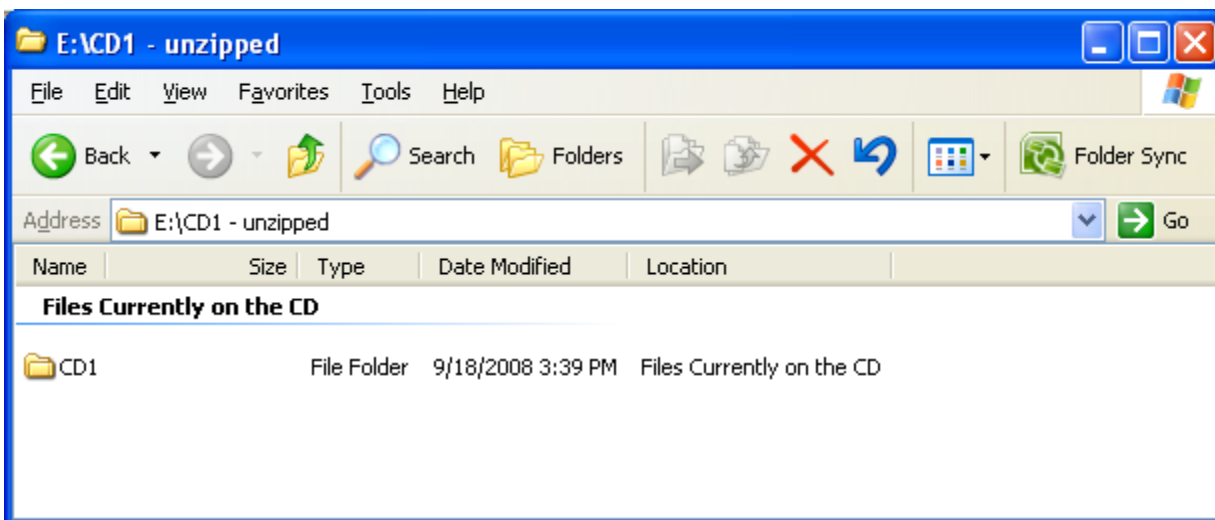 E:\CD1 - unzipped
File Edit View Favorites Tools Help
Back Search Folders Folder Sync
Address E:\CD1 - unzipped Go
Name Size Type Date Modified Location
Files Currently on the CD
CD1 File Folder 9/18/2008 3:39 PM Files Currently on the CD